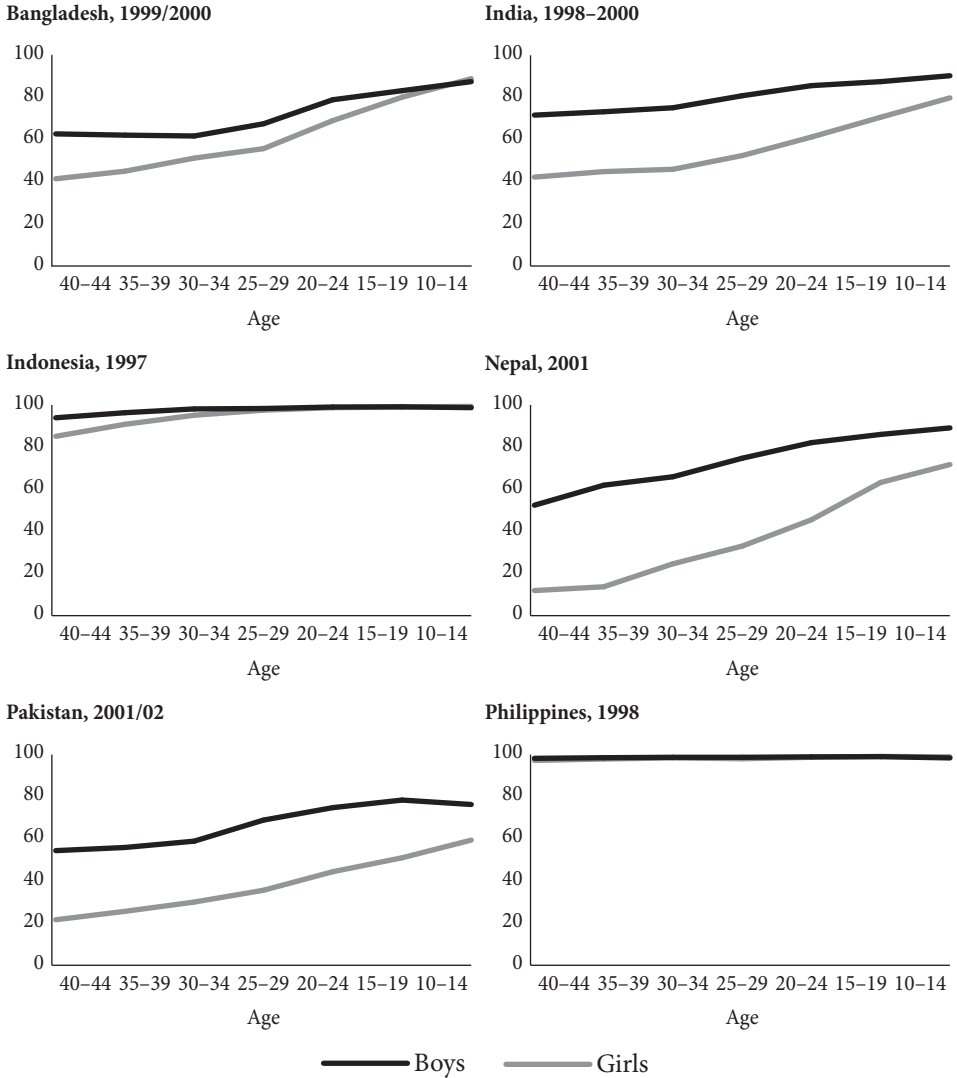 Bangladesh, 1999/2000
100
80
60
40
20
0
40–44 35–39 30–34 25–29 20–24 15–19 10–14
Age
India, 1998–2000
100
80
60
40
20
0
40–44 35–39 30–34 25–29 20–24 15–19 10–14
Age
Indonesia, 1997
100
80
60
40
20
0
40–44 35–39 30–34 25–29 20–24 15–19 10–14
Age
Nepal, 2001
100
80
60
40
20
0
40–44 35–39 30–34 25–29 20–24 15–19 10–14
Age
Pakistan, 2001/02
100
80
60
40
20
0
40–44 35–39 30–34 25–29 20–24 15–19 10–14
Age
Philippines, 1998
100
80
60
40
20
0
40–44 35–39 30–34 25–29 20–24 15–19 10–14
Age
Boys Girls